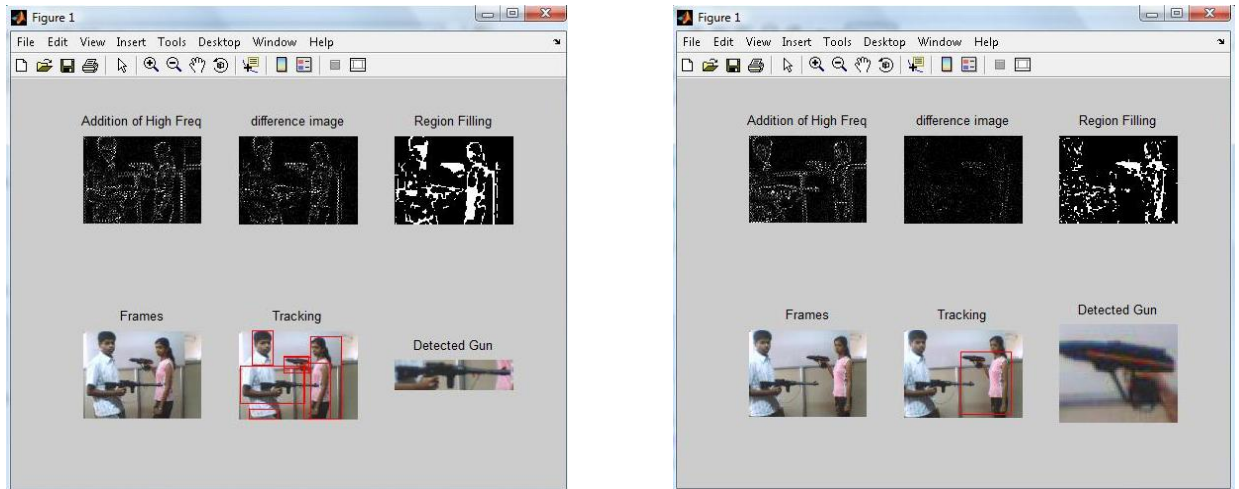 Figure 1
File Edit View Insert Tools Desktop Window Help
Addition of High Freq difference image Region Filling
Frames Tracking
Detected Gun
Figure 1
File Edit View Insert Tools Desktop Window Help
Addition of High Freq difference image Region Filling
Detected Gun
Frames Tracking